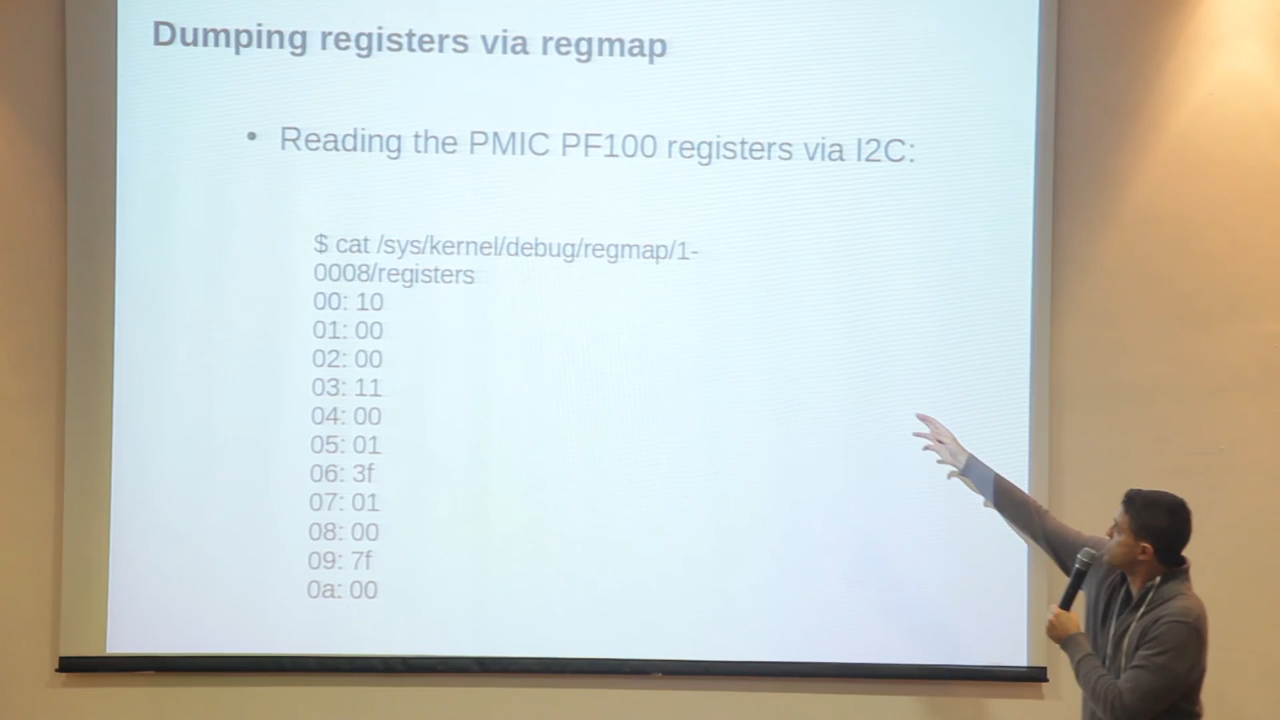 Dumping registers via regmap
• Reading the PMIC PF100 registers via I2C:
$ cat /sys/kernel/debug/regmap/1-
0008/registers
00: 10
01: 00
02: 00
03: 11
04: 00
05: 01
06: 3f
07: 01
08: 00
09: 7f
0a: 00